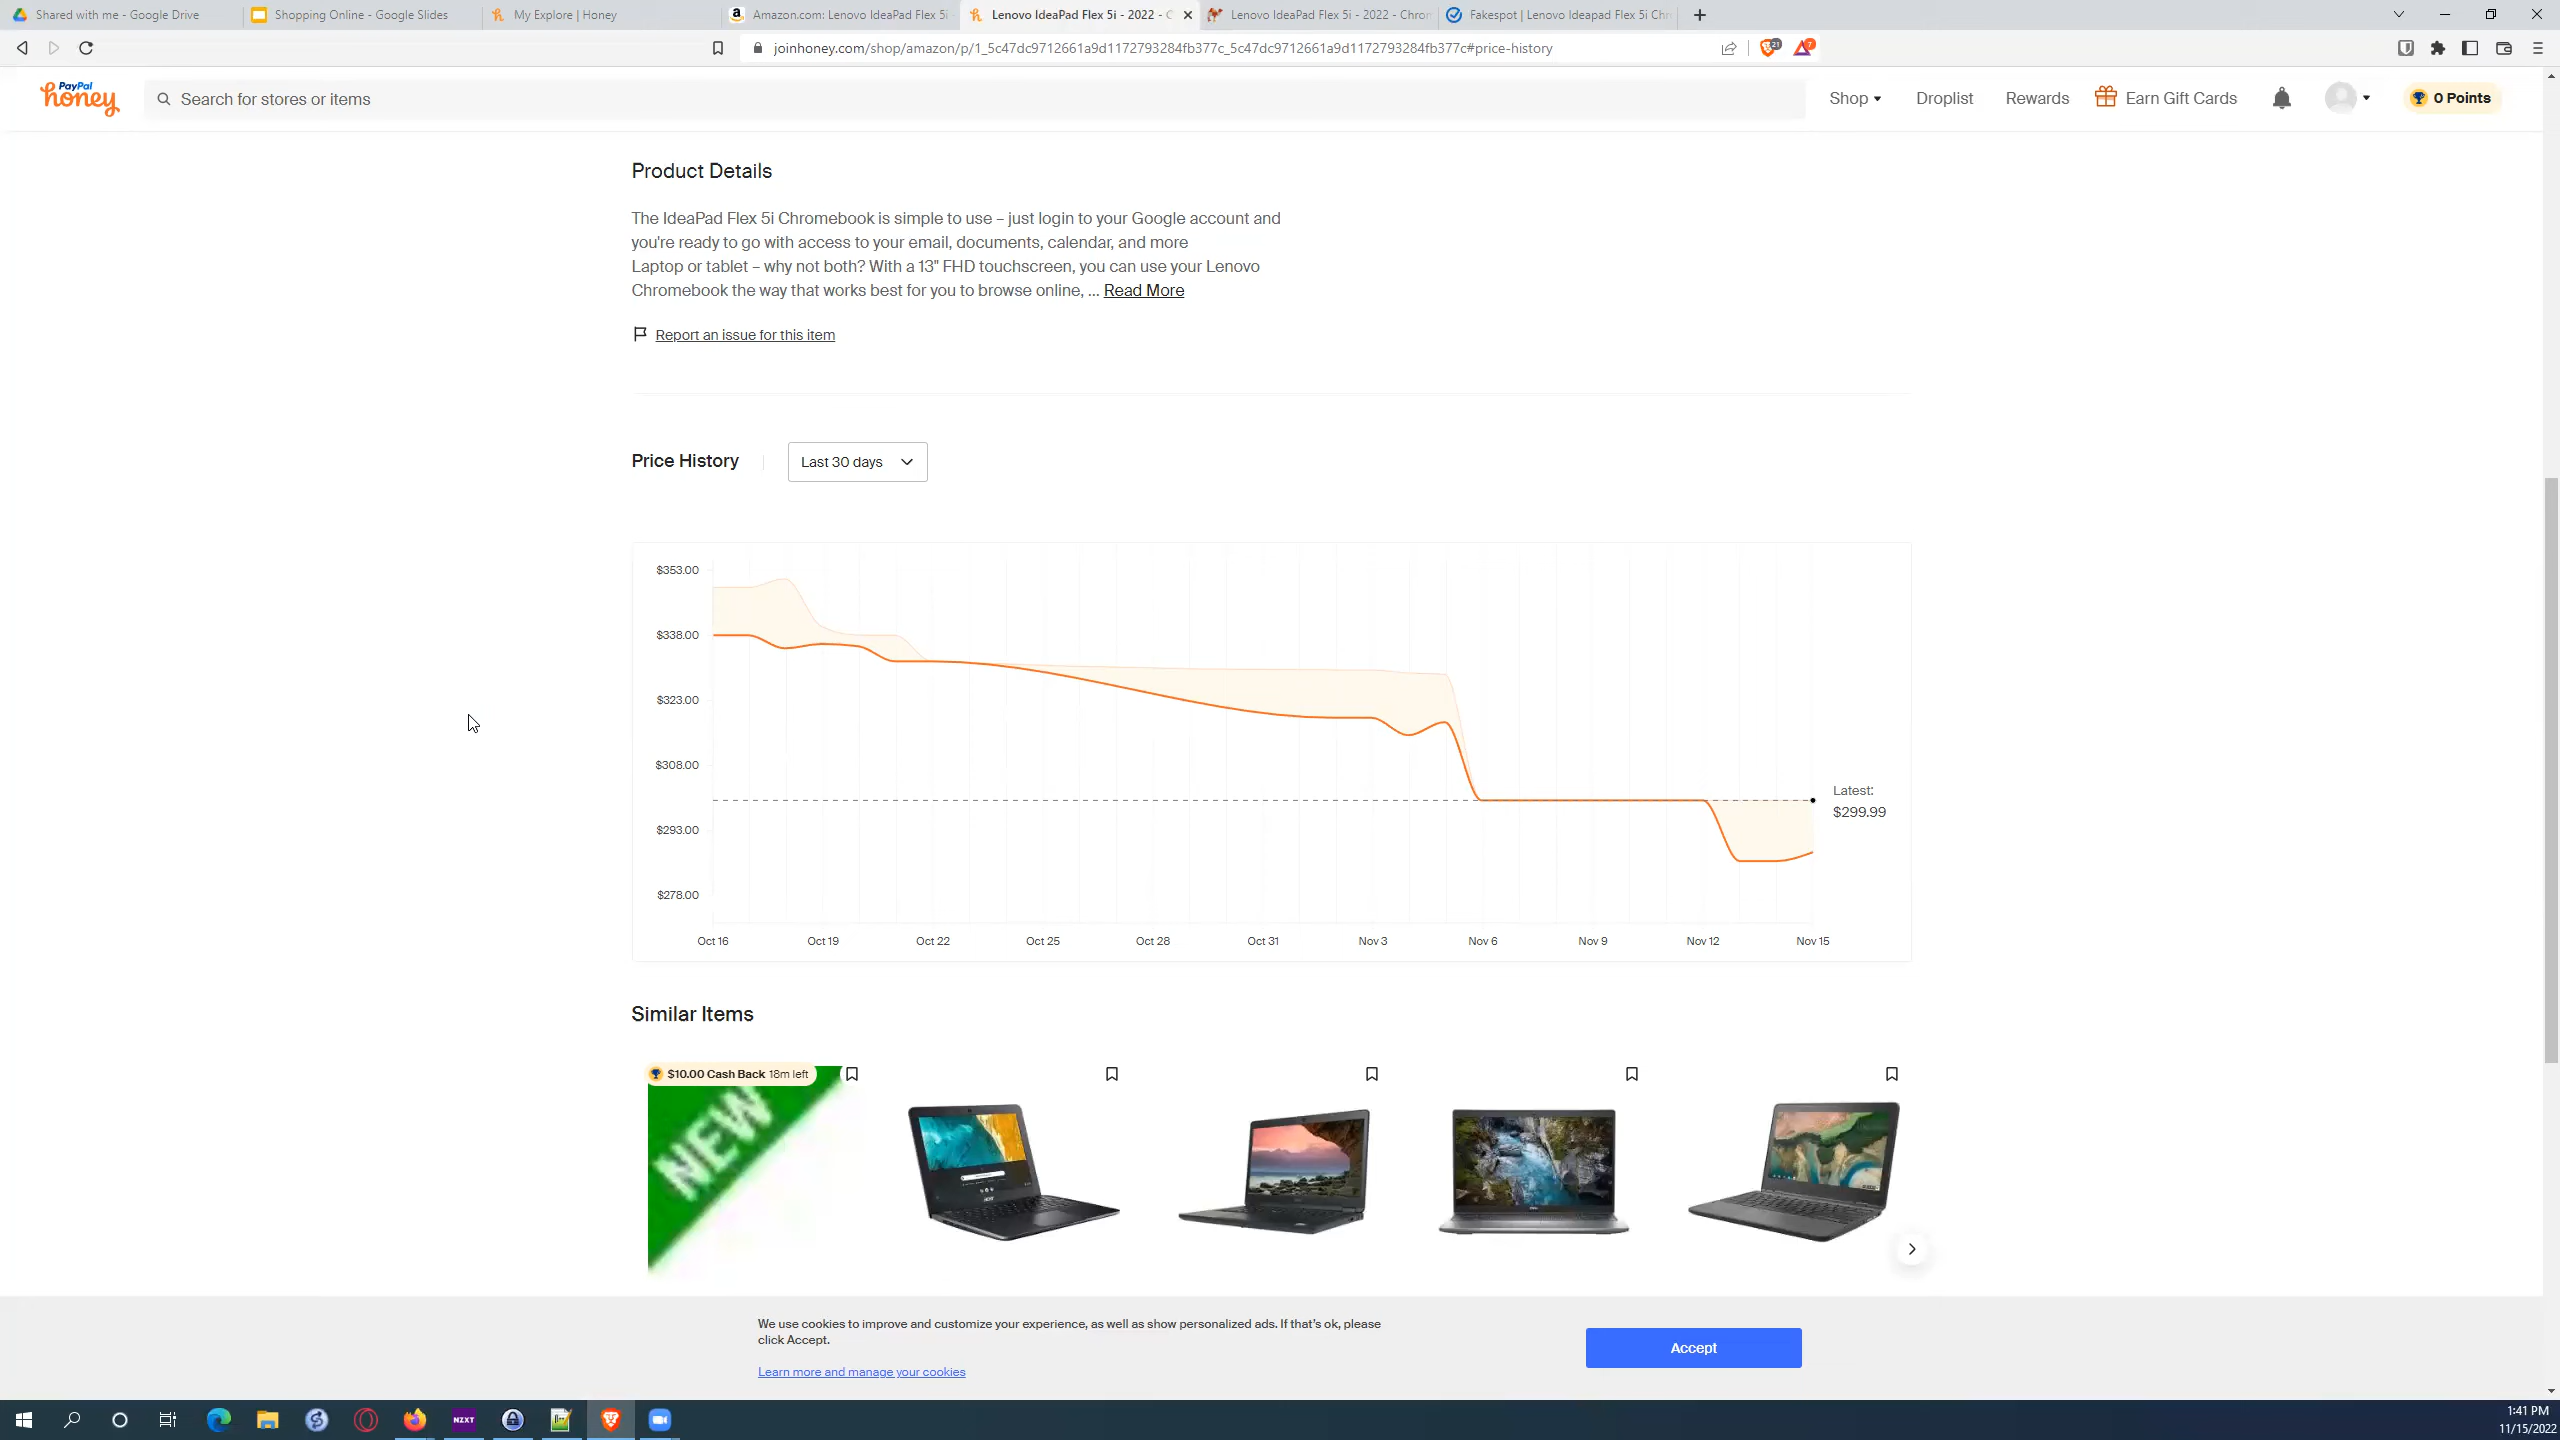 Shared with me - Google Drive
Shopping Online - Google Slides
My Explore | Honey
Amazon.com: Lenovo IdeaPad Flex 5i
Lenovo IdeaPad Flex 5i - 2022 - C
Lenovo IdeaPad Flex 5i - 2022 - Chron
Fakespot | Lenovo Ideapad Flex 5i Chr
joinhoney.com/shop/amazon/p/1_5c47dc9712661a9d1172793284fb377c_5c47dc9712661a9d1172793284fb377c#price-history
21
7
PayPal
honey
Search for stores or items
Shop
Droplist
Rewards
Earn Gift Cards
0 Points
Product Details
The IdeaPad Flex 5i Chromebook is simple to use – just login to your Google account and
you're ready to go with access to your email, documents, calendar, and more
Laptop or tablet – why not both? With a 13" FHD touchscreen, you can use your Lenovo
Chromebook the way that works best for you to browse online, ... Read More
Report an issue for this item
Price History
Last 30 days
$353.00
$338.00
$323.00
$308.00
$293.00
$278.00
Latest:
$299.99
Oct 16
Oct 19
Oct 22
Oct 25
Oct 28
Oct 31
Nov 3
Nov 6
Nov 9
Nov 12
Nov 15
Similar Items
$10.00 Cash Back 18m left
NEW
acer
We use cookies to improve and customize your experience, as well as show personalized ads. If that's ok, please
click Accept.
Learn more and manage your cookies
Accept
NZXT
1:41 PM
11/15/2022